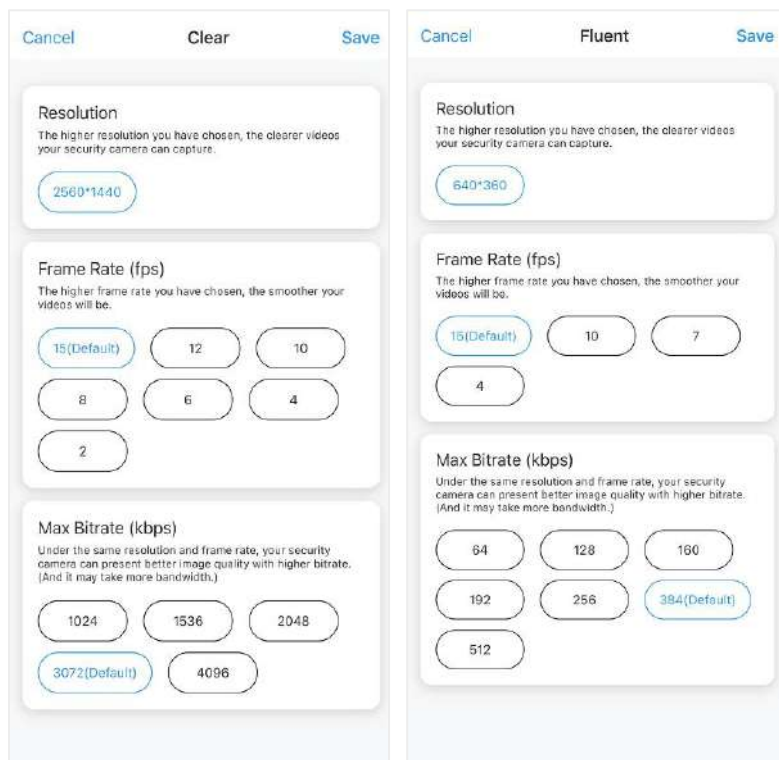 Cancel Clear Save
Resolution
The higher resolution you have chosen, the clearer videos
your security camera can capture.
2560*1440
Frame Rate (fps)
The higher frame rate you have chosen, the smoother your
videos will be.
15(Default) 12 10
8 6 4
2
Max Bitrate (kbps)
Under the same resolution and frame rate, your security
camera can present better image quality with higher bitrate.
(And it may take more bandwidth.)
1024 1536 2048
3072(Default) 4096
Cancel Fluent Save
Resolution
The higher resolution you have chosen, the clearer videos
your security camera can capture.
640*360
Frame Rate (fps)
The higher frame rate you have chosen, the smoother your
videos will be.
15(Default) 10 7
4
Max Bitrate (kbps)
Under the same resolution and frame rate, your security
camera can present better image quality with higher bitrate.
(And it may take more bandwidth.)
64 128 160
192 256 384(Default)
512